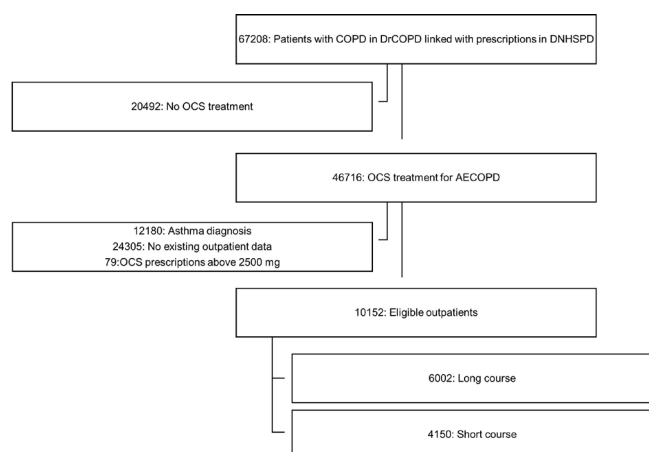 67208: Patients with COPD in DrCOPD linked with prescriptions in DNHSPD
20492: No OCS treatment
46716: OCS treatment for AECOPD
12180: Asthma diagnosis
24305: No existing outpatient data
79:OCS prescriptions above 2500 mg
10152: Eligible outpatients
6002: Long course
4150: Short course